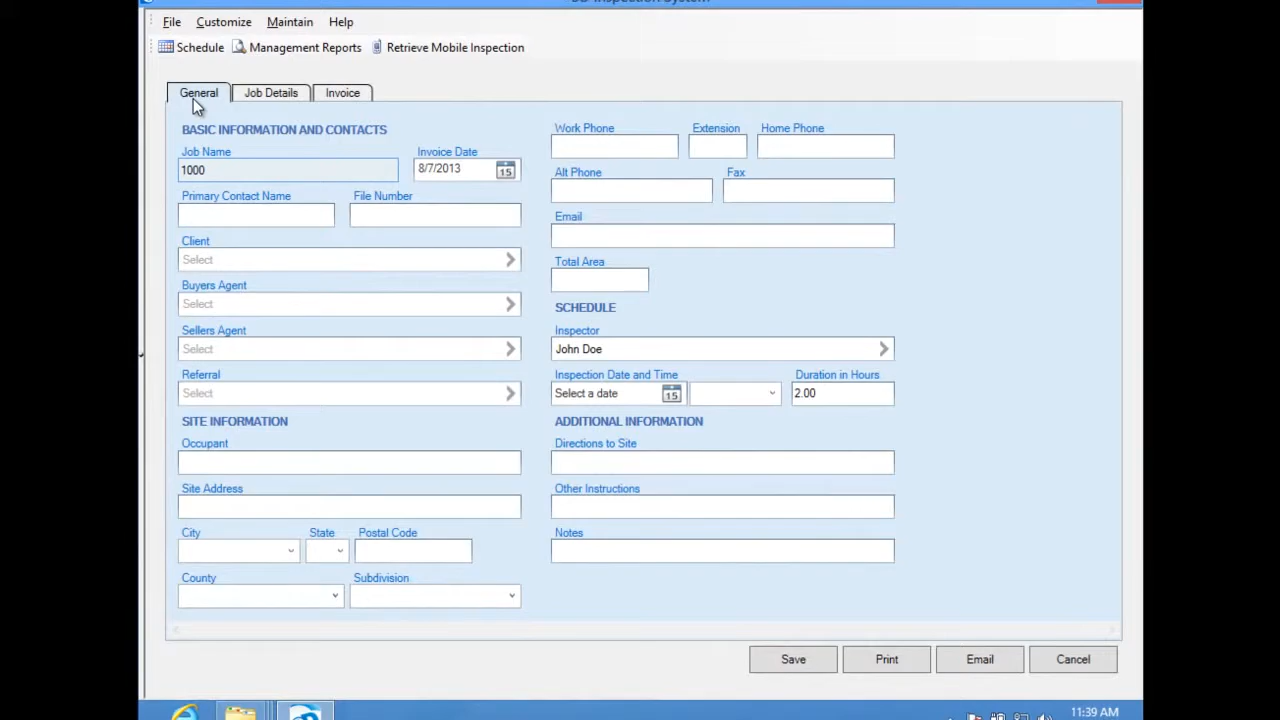 File Customize Maintain Help
Schedule Management Reports Retrieve Mobile Inspection
General Job Details Invoice
BASIC INFORMATION AND CONTACTS
Job Name Invoice Date
1000 8/7/2013 15
Primary Contact Name File Number
Client
Select
Buyers Agent
Select
Sellers Agent
Select
Referral
Select
SITE INFORMATION
Occupant
Site Address
City State Postal Code
County Subdivision
Work Phone Extension Home Phone
Alt Phone Fax
Email
Total Area
SCHEDULE
Inspector
John Doe
Inspection Date and Time Duration in Hours
Select a date 15 2.00
ADDITIONAL INFORMATION
Directions to Site
Other Instructions
Notes
Save Print Email Cancel
11:39 AM